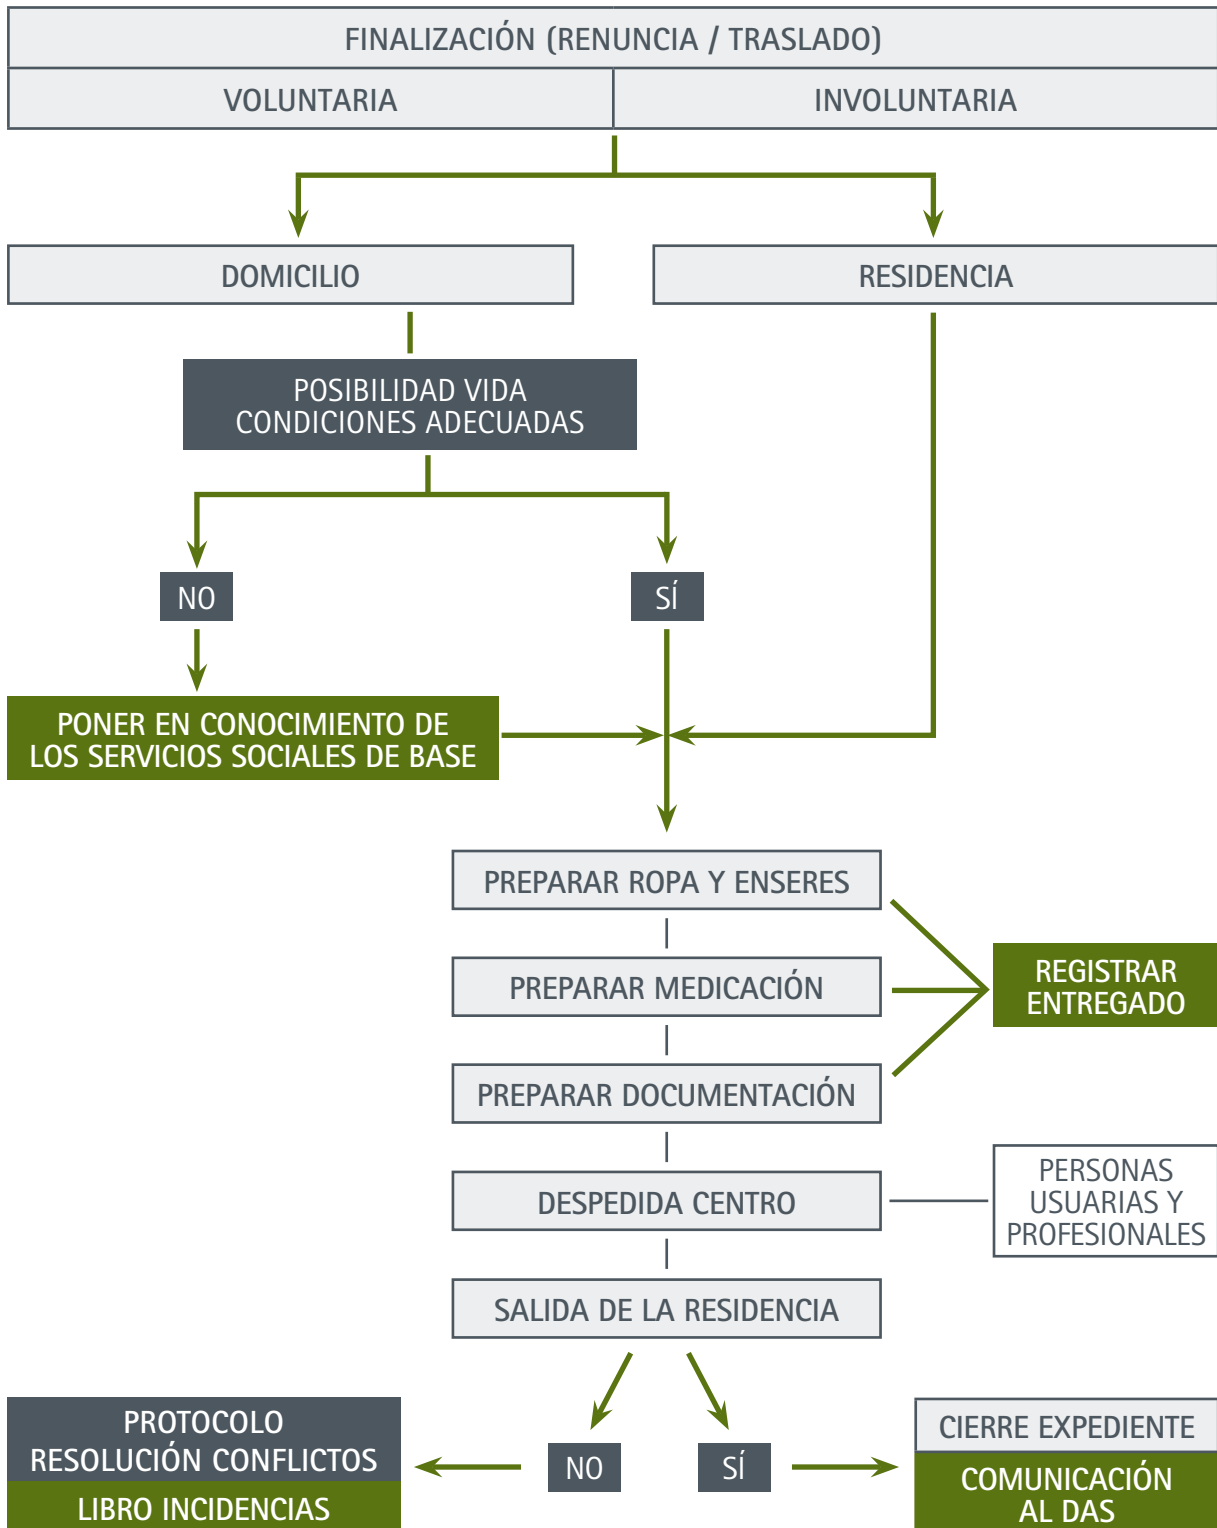 FINALIZACIÓN (RENUNCIA / TRASLADO)
VOLUNTARIA
INVOLUNTARIA
DOMICILIO
RESIDENCIA
POSIBILIDAD VIDA
CONDICIONES ADECUADAS
NO
SÍ
PONER EN CONOCIMIENTO DE
LOS SERVICIOS SOCIALES DE BASE
PREPARAR ROPA Y ENSERES
PREPARAR MEDICACIÓN
REGISTRAR
ENTREGADO
PREPARAR DOCUMENTACIÓN
DESPEDIDA CENTRO
PERSONAS
USUARIAS Y
PROFESIONALES
SALIDA DE LA RESIDENCIA
PROTOCOLO
RESOLUCIÓN CONFLICTOS
LIBRO INCIDENCIAS
NO
SÍ
CIERRE EXPEDIENTE
COMUNICACIÓN
AL DAS